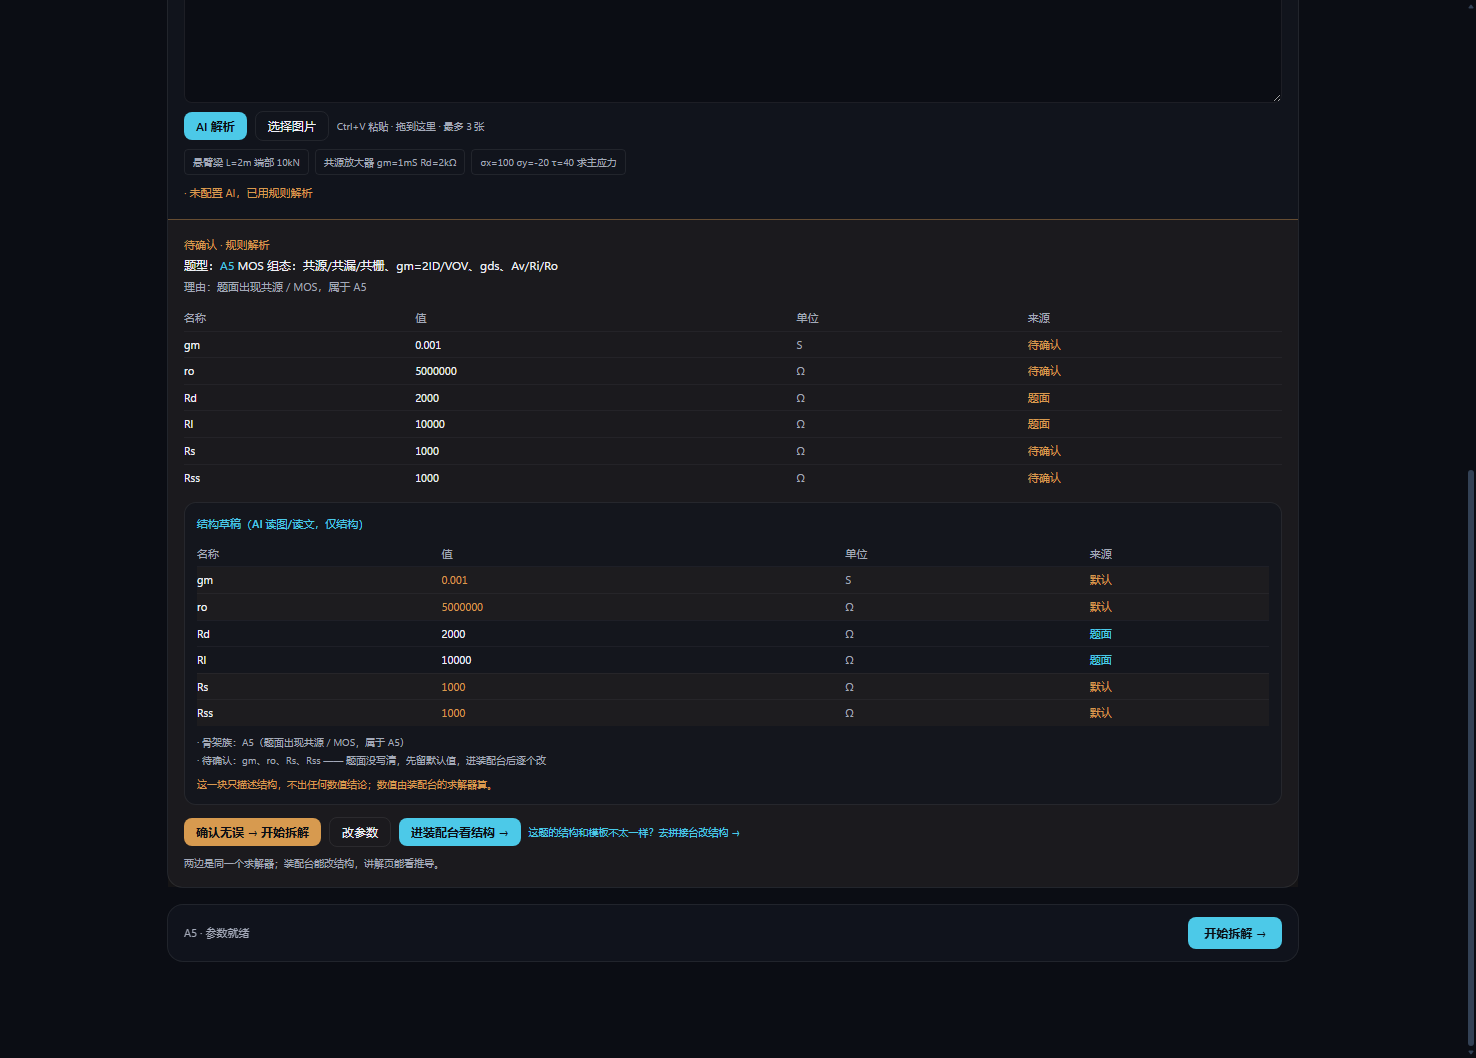 AI 解析 选择图片 Ctrl+V 粘贴 · 拖到这里 · 最多 3 张
悬臂梁 L=2m 端部 10kN 共源放大器 gm=1mS Rd=2kΩ σx=100 σy=-20 τ=40 求主应力
· 未配置 AI，已用规则解析
待确认 · 规则解析
题型：A5 MOS 组态：共源/共漏/共栅、gm=2ID/VOV、gds、Av/Ri/Ro
理由：题面出现共源 / MOS，属于 A5
名称 值 单位 来源
gm 0.001 S 待确认
ro 5000000 Ω 待确认
Rd 2000 Ω 题面
Rl 10000 Ω 题面
Rs 1000 Ω 待确认
Rss 1000 Ω 待确认
结构草稿（AI 读图/读文，仅结构）
名称 值 单位 来源
gm 0.001 S 默认
ro 5000000 Ω 默认
Rd 2000 Ω 题面
Rl 10000 Ω 题面
Rs 1000 Ω 默认
Rss 1000 Ω 默认
· 骨架族：A5（题面出现共源 / MOS，属于 A5）
· 待确认：gm、ro、Rs、Rss —— 题面没写清，先留默认值，进装配台后逐个改
这一块只描述结构，不出任何数值结论；数值由装配台的求解器算。
确认无误 → 开始拆解 改参数 进装配台看结构 → 这题的结构和模板不太一样？去拼接台改结构 →
两边是同一个求解器；装配台能改结构，讲解页能看推导。
A5 · 参数就绪 开始拆解 →